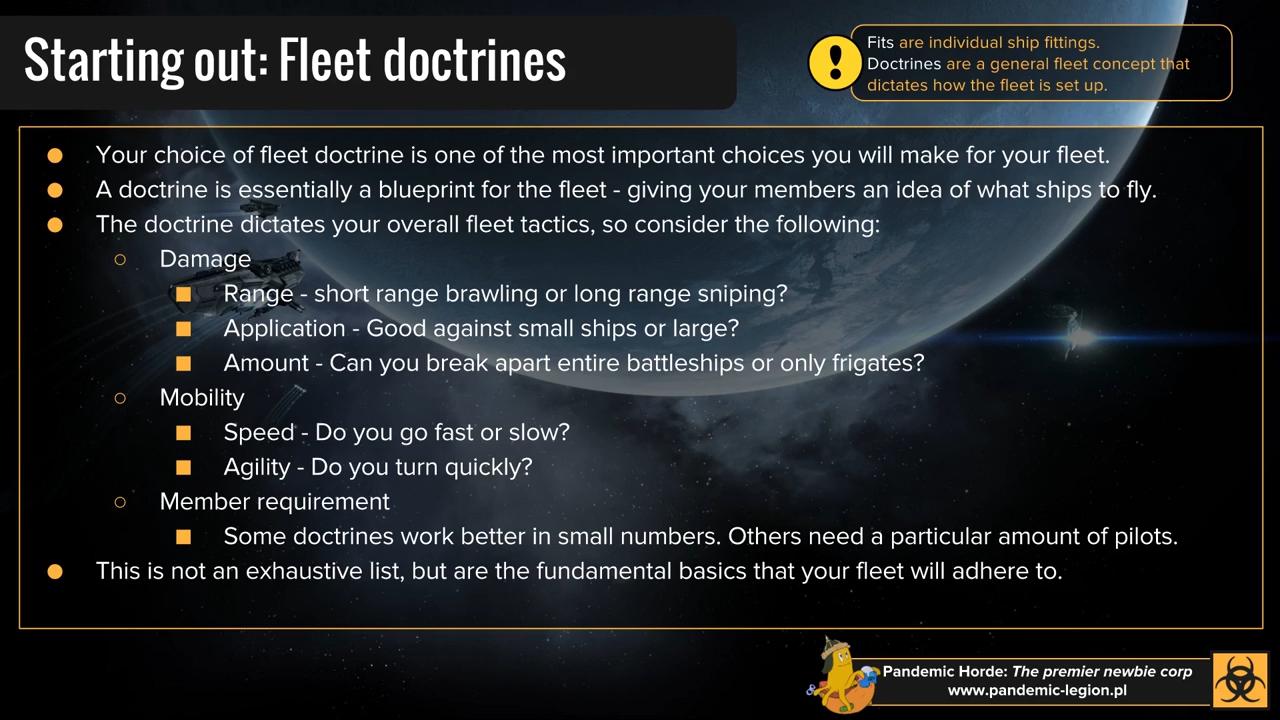 Starting out: Fleet doctrines
Fits are individual ship fittings.
Doctrines are a general fleet concept that
dictates how the fleet is set up.
● Your choice of fleet doctrine is one of the most important choices you will make for your fleet.
● A doctrine is essentially a blueprint for the fleet - giving your members an idea of what ships to fly.
● The doctrine dictates your overall fleet tactics, so consider the following:
○ Damage
■ Range - short range brawling or long range sniping?
■ Application - Good against small ships or large?
■ Amount - Can you break apart entire battleships or only frigates?
○ Mobility
■ Speed - Do you go fast or slow?
■ Agility - Do you turn quickly?
○ Member requirement
■ Some doctrines work better in small numbers. Others need a particular amount of pilots.
● This is not an exhaustive list, but are the fundamental basics that your fleet will adhere to.
Pandemic Horde: The premier newbie corp
www.pandemic-legion.pl